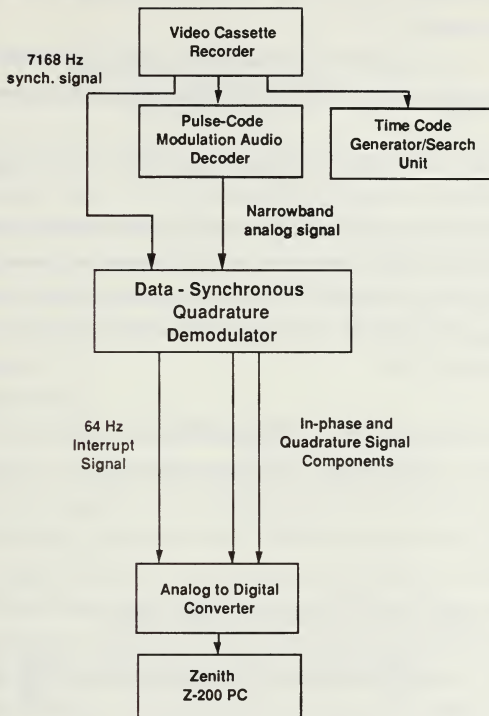 Video Cassette
Recorder
7168 Hz
synch. signal
Pulse-Code
Modulation Audio
Decoder
Time Code
Generator/Search
Unit
Narrowband
analog signal
Data - Synchronous
Quadrature
Demodulator
64 Hz
Interrupt
Signal
In-phase and
Quadrature Signal
Components
Analog to Digital
Converter
Zenith
Z-200 PC